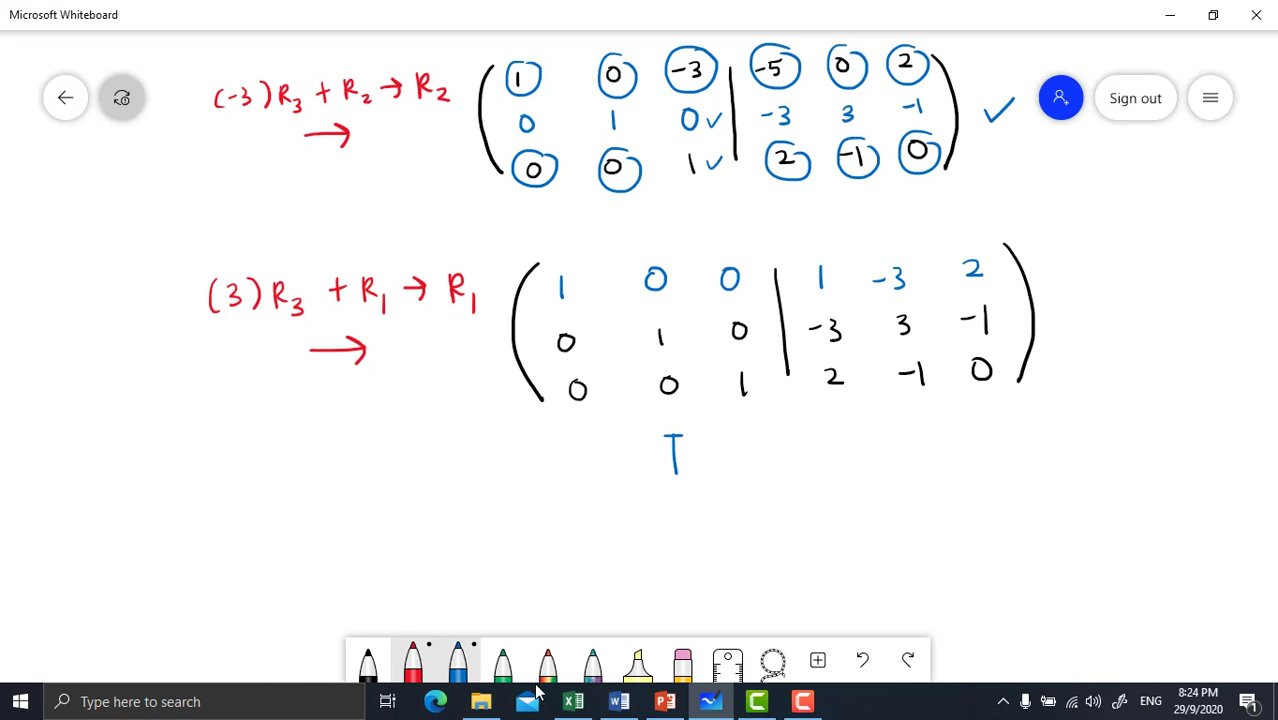 Microsoft Whiteboard
(-3)R₃ + R₂ → R₂
→
1 0 -3 | -5 0 2
0 1 0 ✓ | -3 3 -1 ✓
0 0 1 ✓ | 2 -1 0
Sign out
(3)R₃ + R₁ → R₁
→
1 0 0 | 1 -3 2
0 1 0 | -3 3 -1
0 0 1 | 2 -1 0
I
Type here to search
ENG
8:24 PM
29/9/2020
1